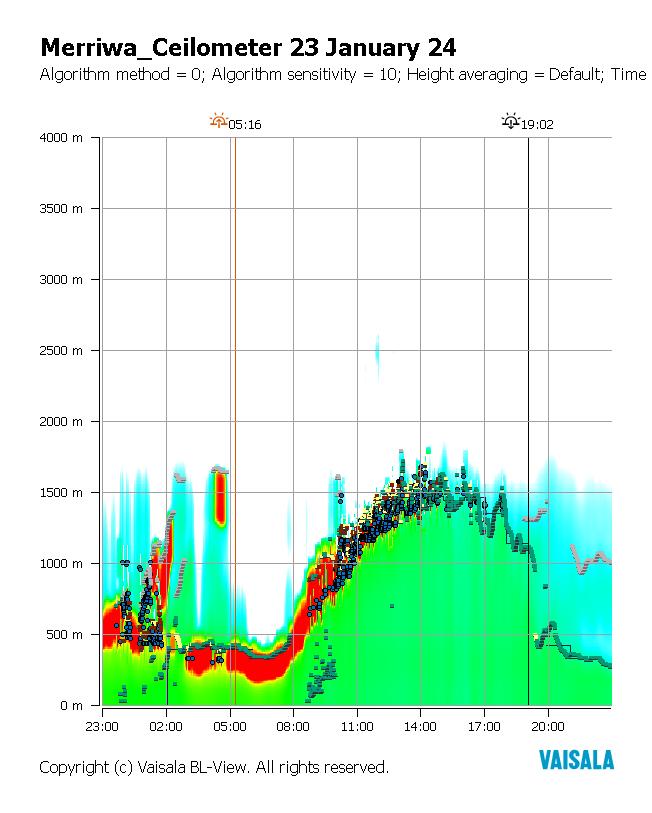 Merriwa_Ceilometer 23 January 24
Algorithm method = 0; Algorithm sensitivity = 10; Height averaging = Default; Time
05:16 19:02
4000 m
3500 m
3000 m
2500 m
2000 m
1500 m
1000 m
500 m
0 m
23:00 02:00 05:00 08:00 11:00 14:00 17:00 20:00
VAISALA
Copyright (c) Vaisala BL-View. All rights reserved.